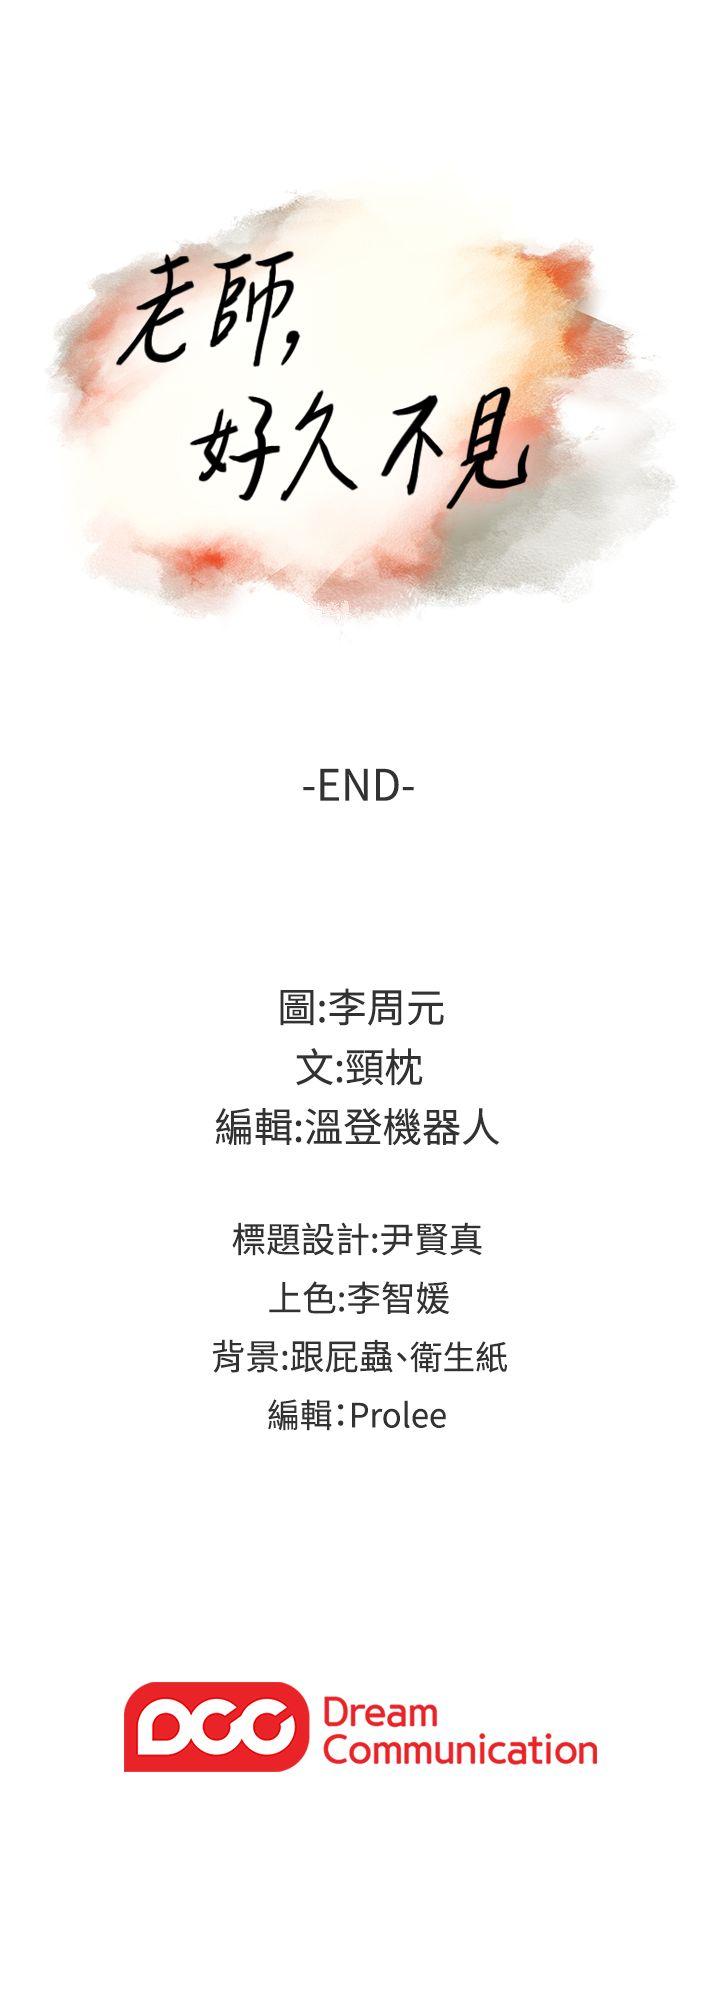 老師,
好久不見
-END-
圖:李周元
文:頸枕
編輯:溫登機器人
標題設計:尹賢真
上色:李智媛
背景:跟屁蟲、衛生紙
編輯:Prolee
DCC
Dream
Communication